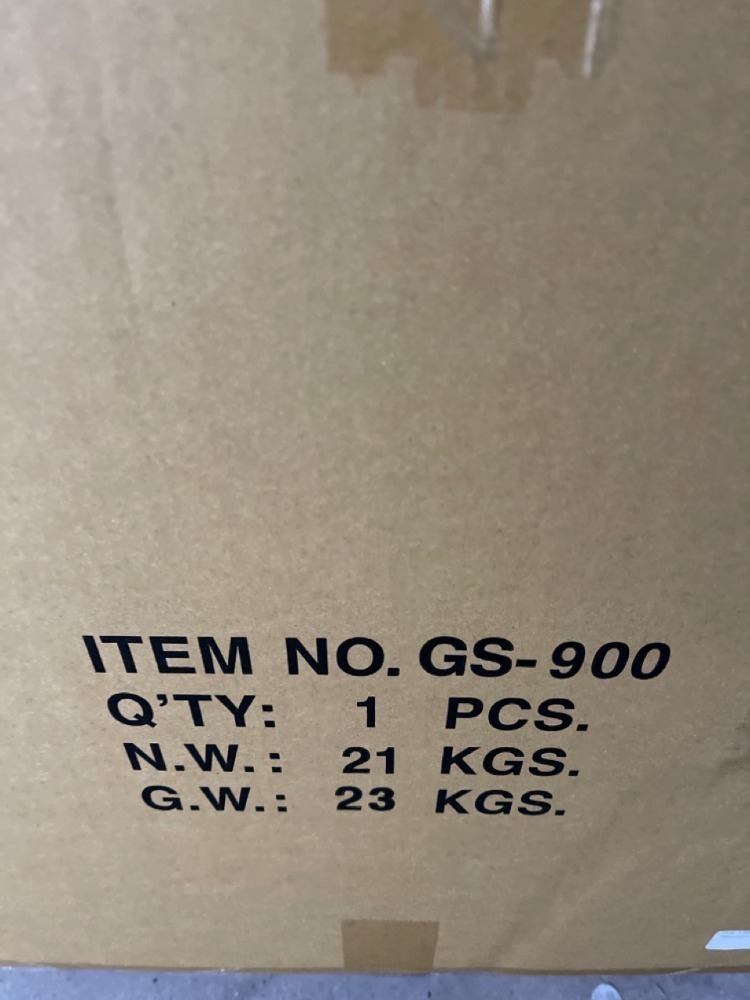 ITEM NO. GS-900
Q'TY: 1 PCS.
N.W.: 21 KGS.
G.W.: 23 KGS.